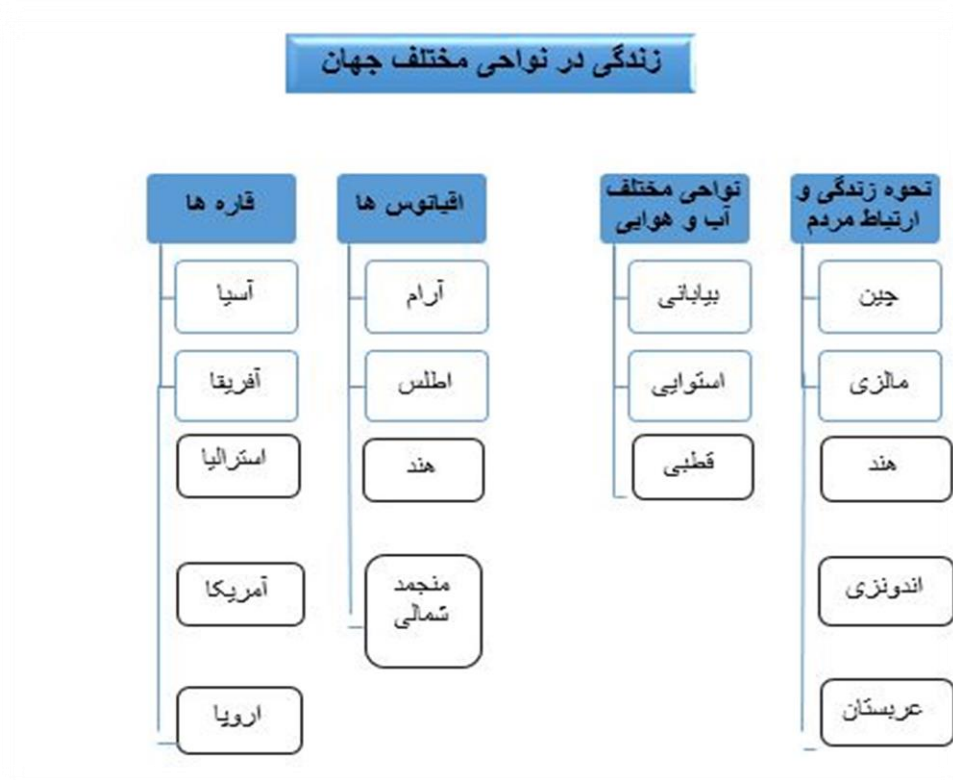 زندگی در نواحی مختلف جهان
نحوه زندگی و
ارتباط مردم
چین
مالزی
هند
اندونزی
عربستان
نواحی مختلف
آب و هوایی
بیابانی
استوایی
قطبی
اقیانوس ها
آرام
اطلس
هند
منجمد
شمالی
قاره ها
آسیا
آفریقا
استرالیا
آمریکا
اروپا